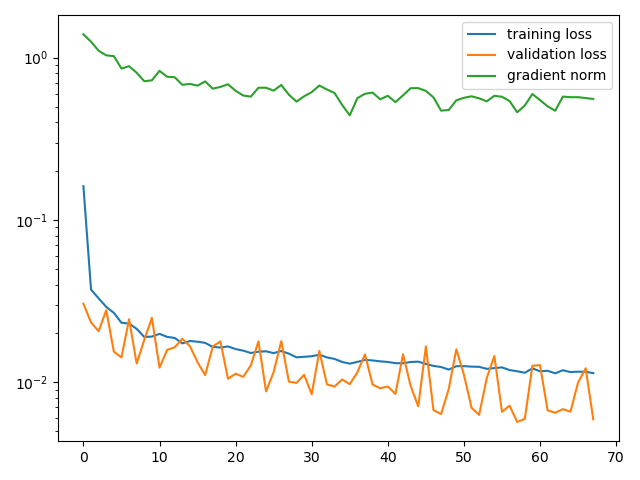 training loss
validation loss
gradient norm
10⁰
10⁻¹
10⁻²
0 10 20 30 40 50 60 70